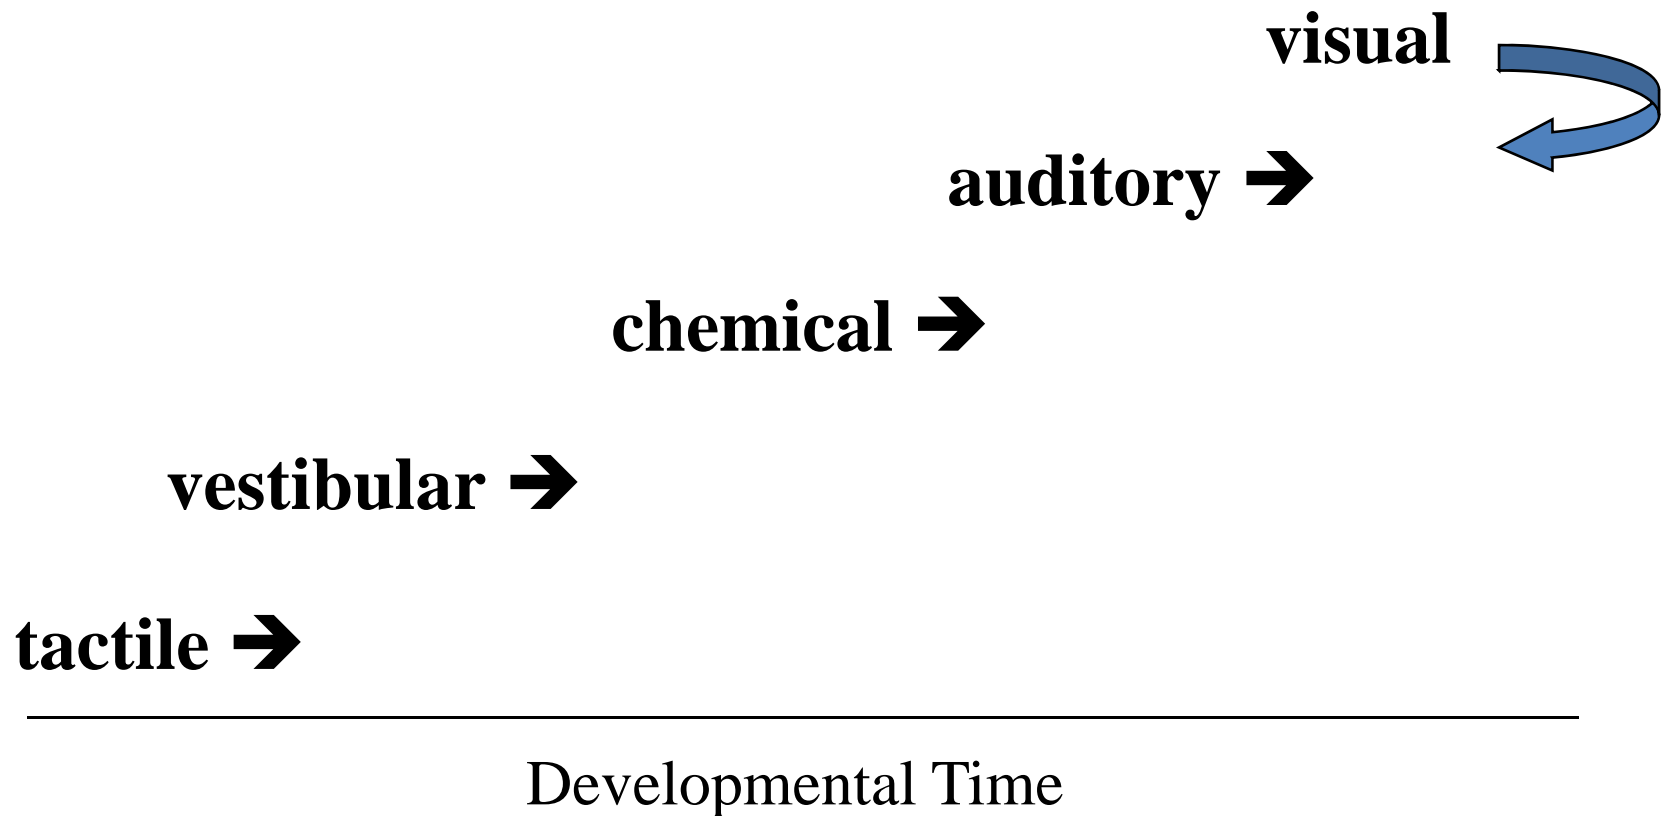 visual
auditory ➔
chemical ➔
vestibular ➔
tactile ➔
Developmental Time